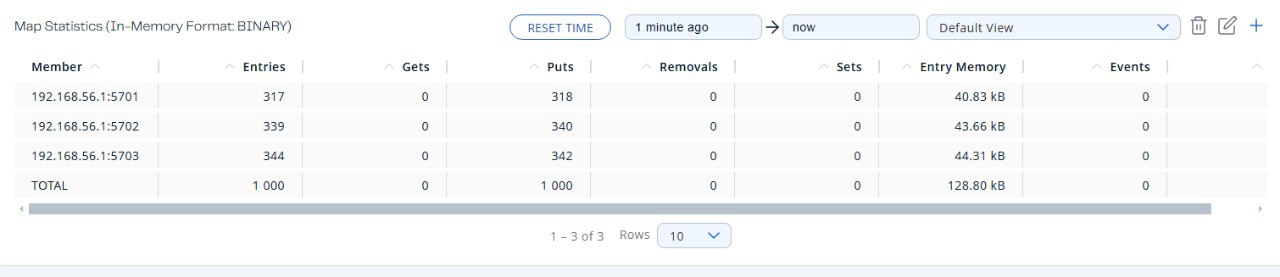 Map Statistics (In-Memory Format: BINARY) RESET TIME 1 minute ago now Default View
Member Entries Gets Puts Removals Sets Entry Memory Events
192.168.56.1:5701 317 0 318 0 0 40.83 kB 0
192.168.56.1:5702 339 0 340 0 0 43.66 kB 0
192.168.56.1:5703 344 0 342 0 0 44.31 kB 0
TOTAL 1 000 0 1 000 0 0 128.80 kB 0
1 – 3 of 3 Rows 10